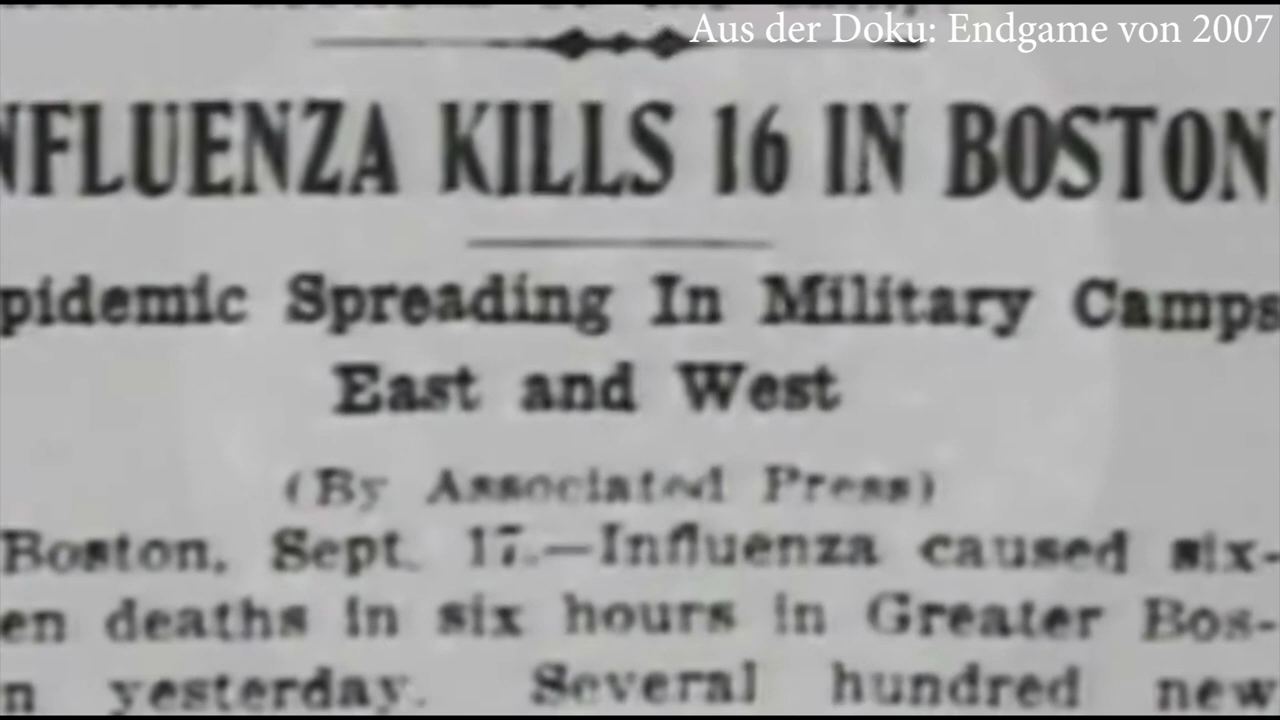 Aus der Doku: Endgame von 2007
NFLUENZA KILLS 16 IN BOSTON
pidemic Spreading In Military Camps
East and West
(By Associated Press)
Boston, Sept. 17.—Influenza caused six-
en deaths in six hours in Greater Bos-
n yesterday. Several hundred new